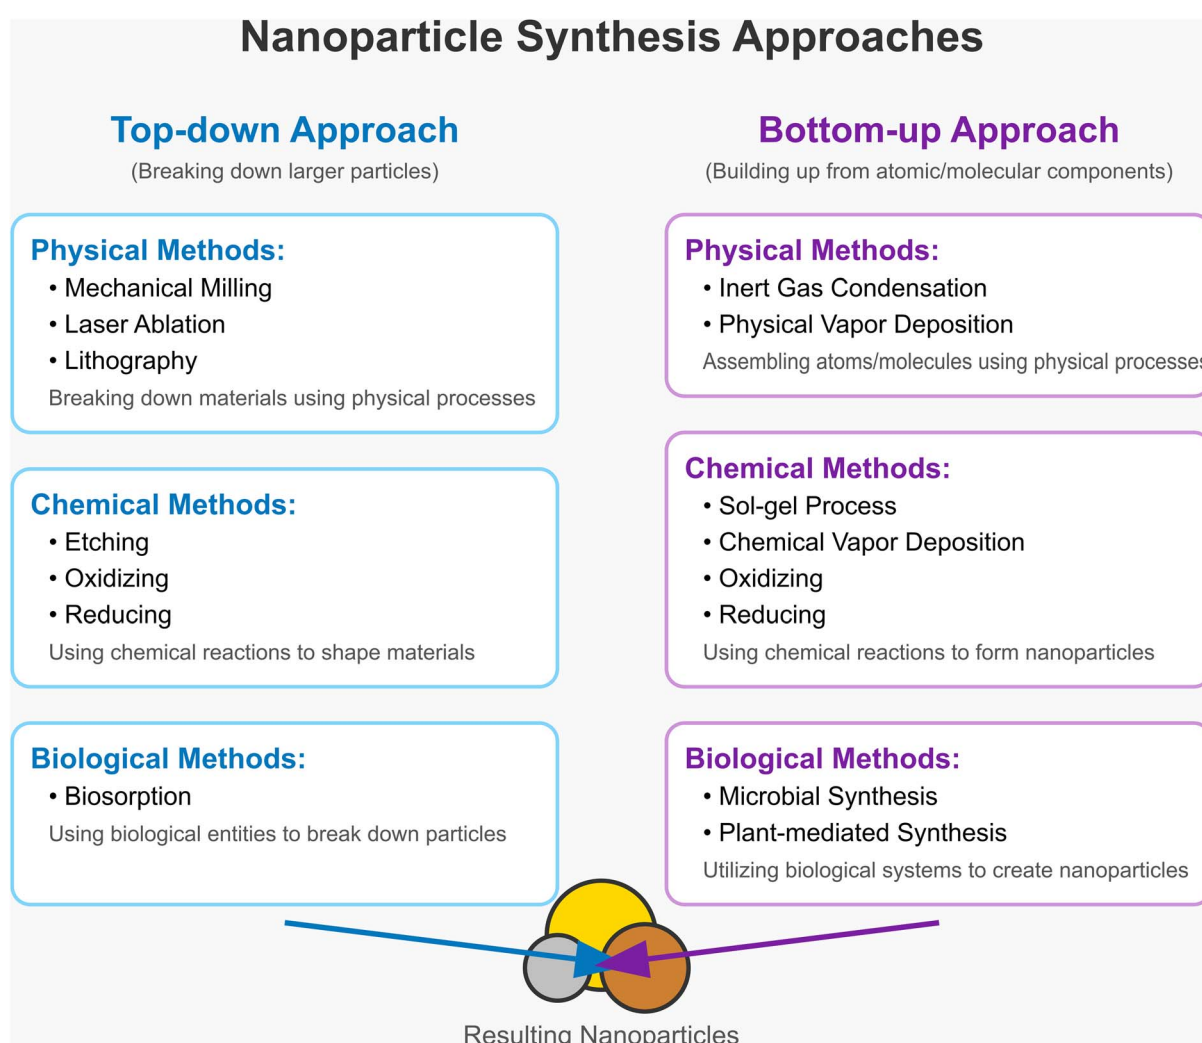 Nanoparticle Synthesis Approaches
Top-down Approach
(Breaking down larger particles)
Physical Methods:
• Mechanical Milling
• Laser Ablation
• Lithography
Breaking down materials using physical processes
Chemical Methods:
• Etching
• Oxidizing
• Reducing
Using chemical reactions to shape materials
Biological Methods:
• Biosorption
Using biological entities to break down particles
Bottom-up Approach
(Building up from atomic/molecular components)
Physical Methods:
• Inert Gas Condensation
• Physical Vapor Deposition
Assembling atoms/molecules using physical processes
Chemical Methods:
• Sol-gel Process
• Chemical Vapor Deposition
• Oxidizing
• Reducing
Using chemical reactions to form nanoparticles
Biological Methods:
• Microbial Synthesis
• Plant-mediated Synthesis
Utilizing biological systems to create nanoparticles
Resulting Nanoparticles